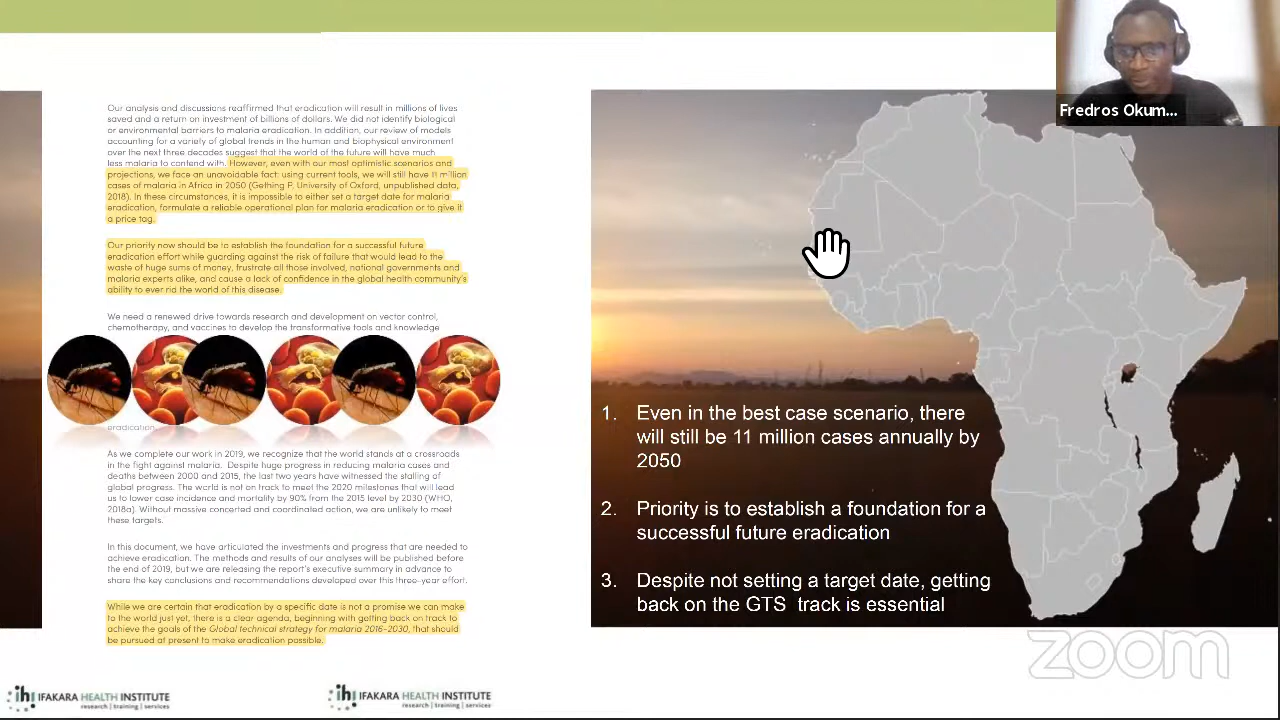 Our analysis and discussions reaffirmed that eradication will result in millions of lives
saved and a return on investment of billions of dollars. We did not identify biological
or environmental barriers to malaria eradication. In addition, our review of models
accounting for a variety of global trends in the human and biophysical environment
over the next three decades suggest that the world of the future will have much
less malaria to contend with. However, even with our most optimistic scenarios and
projections, we face an unavoidable fact: using current tools, we will still have 11 million
cases of malaria in Africa in 2050 (Gething P, University of Oxford, unpublished data,
2018). In these circumstances, it is impossible to either set a target date for malaria
eradication, formulate a reliable operational plan for malaria eradication or to give it
a price tag.
Our priority now should be to establish the foundation for a successful future
eradication effort while guarding against the risk of failure that would lead to the
waste of huge sums of money, frustrate all those involved, national governments and
malaria experts alike, and cause a lack of confidence in the global health community's
ability to ever rid the world of this disease.
We need a renewed drive towards research and development on vector control,
chemotherapy, and vaccines to develop the transformative tools and knowledge
eradication.
As we complete our work in 2019, we recognize that the world stands at a crossroads
in the fight against malaria. Despite huge progress in reducing malaria cases and
deaths between 2000 and 2015, the last two years have witnessed the stalling of
global progress. The world is not on track to meet the 2020 milestones that will lead
us to lower case incidence and mortality by 90% from the 2015 level by 2030 (WHO,
2018a). Without massive concerted and coordinated action, we are unlikely to meet
these targets.
In this document, we have articulated the investments and progress that are needed to
achieve eradication. The methods and results of our analyses will be published before
the end of 2019, but we are releasing the report's executive summary in advance to
share the key conclusions and recommendations developed over this three-year effort.
While we are certain that eradication by a specific date is not a promise we can make
to the world just yet, there is a clear agenda, beginning with getting back on track to
achieve the goals of the Global technical strategy for malaria 2016-2030, that should
be pursued at present to make eradication possible.
ihi IFAKARA HEALTH INSTITUTE
research | training | services
ihi IFAKARA HEALTH INSTITUTE
research | training | services
Fredros Okum...
1. Even in the best case scenario, there
will still be 11 million cases annually by
2050
2. Priority is to establish a foundation for a
successful future eradication
3. Despite not setting a target date, getting
back on the GTS track is essential
zoom